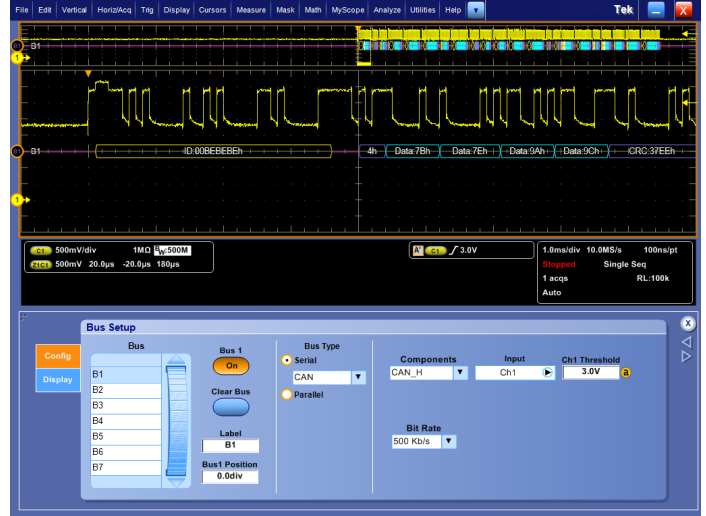 File Edit Vertical Horiz/Acq Trig Display Cursors Measure Mask Math MyScope Analyze Utilities Help Tek X
B1 B1
1
B1 B1 ID:00BEBEBEh 4h Data:7Bh Data:7Eh Data:9Ah Data:9Ch CRC:37EEh
1
C1 500mV/div 1MΩ BW:500M A' C1 3.0V 1.0ms/div 10.0MS/s 100ns/pt
Z1C1 500mV 20.0µs -20.0µs 180µs Stopped Single Seq
1 acqs RL:100k
Auto
Bus Setup X
Config Bus Bus 1 Bus Type
On Serial Components Input Ch1 Threshold
Display B1 CAN CAN_H Ch1 3.0V a
B2 Clear Bus Parallel
B3
B4 Label Bit Rate
B5 B1 500 Kb/s
B6 Bus1 Position
B7 0.0div